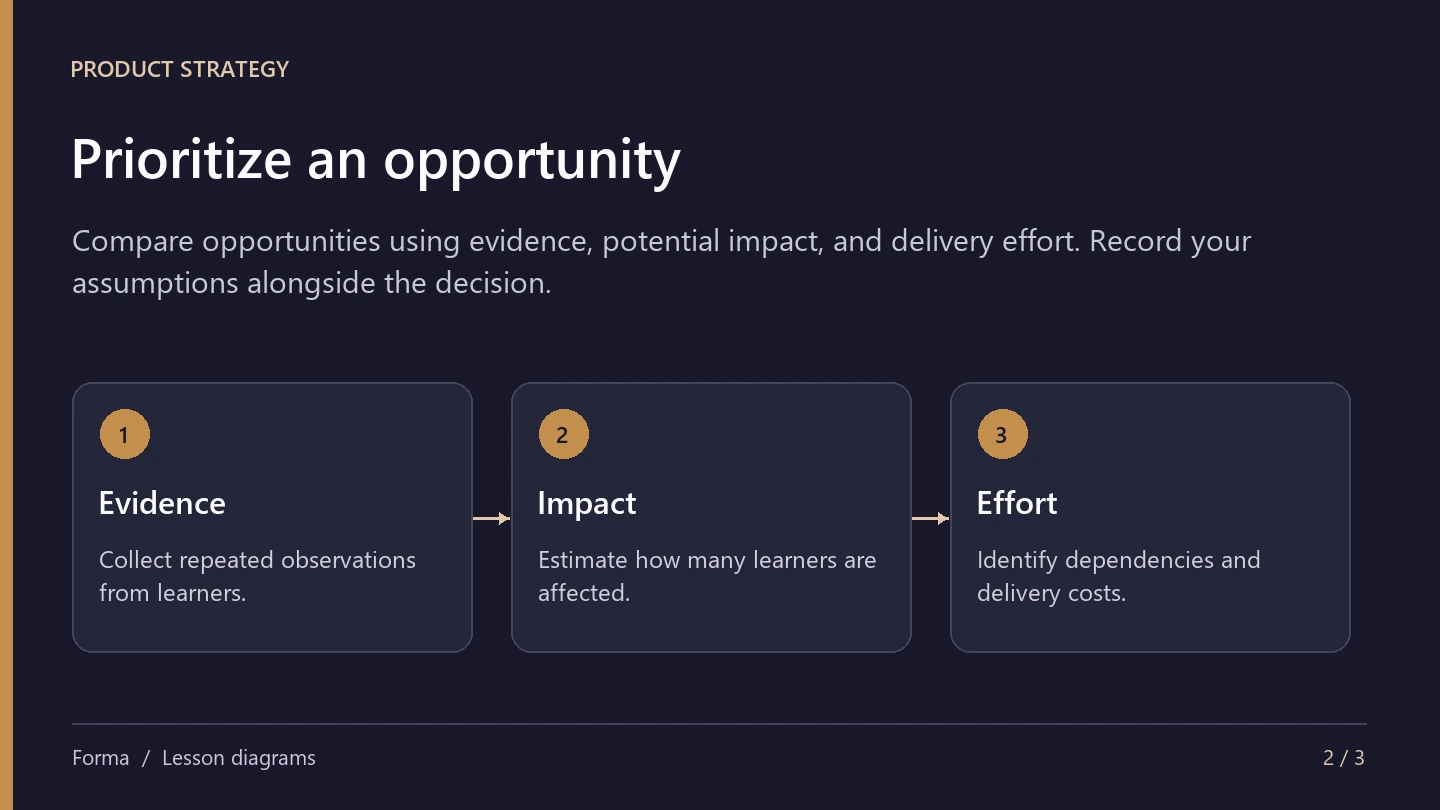 PRODUCT STRATEGY
Prioritize an opportunity
Compare opportunities using evidence, potential impact, and delivery effort. Record your
assumptions alongside the decision.
1
Evidence
Collect repeated observations
from learners.
2
Impact
Estimate how many learners are
affected.
3
Effort
Identify dependencies and
delivery costs.
Forma / Lesson diagrams
2 / 3